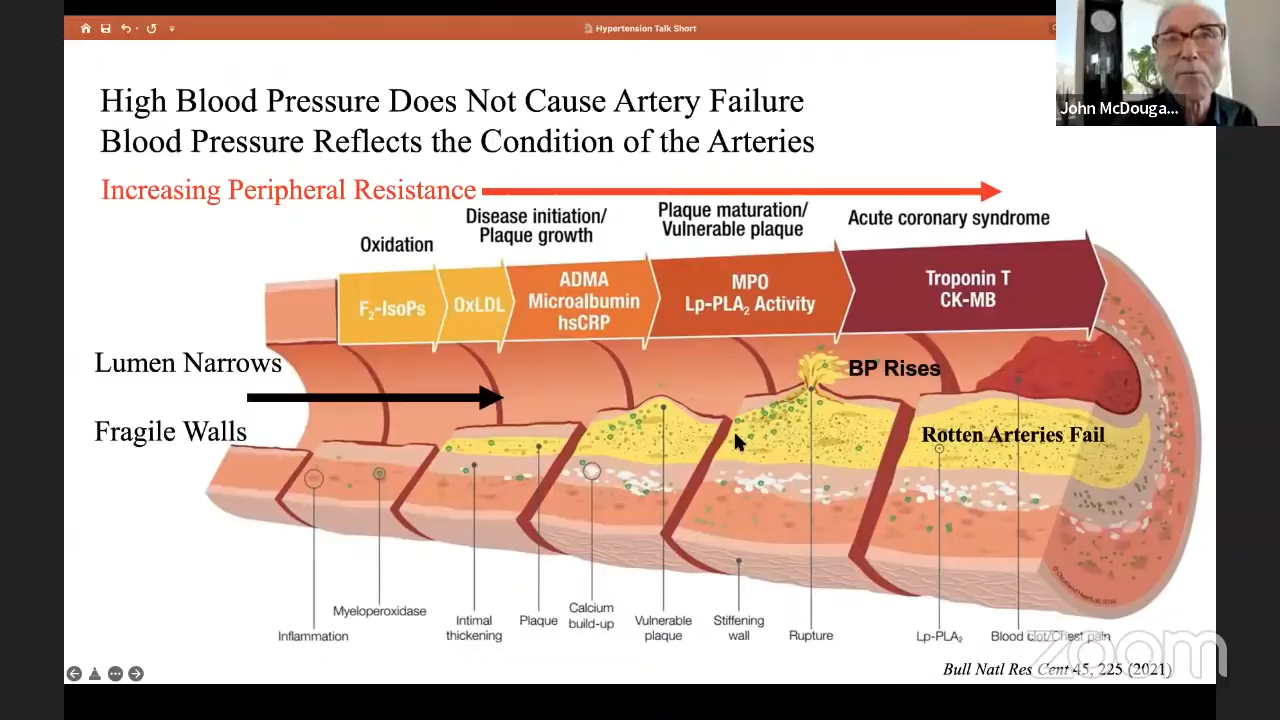 Hypertension Talk Short
John McDouga...
High Blood Pressure Does Not Cause Artery Failure
Blood Pressure Reflects the Condition of the Arteries
Increasing Peripheral Resistance
Oxidation
Disease initiation/
Plaque growth
Plaque maturation/
Vulnerable plaque
Acute coronary syndrome
F2-IsoPs
OxLDL
ADMA
Microalbumin
hsCRP
MPO
Lp-PLA2 Activity
Troponin T
CK-MB
Lumen Narrows
BP Rises
Fragile Walls
Rotten Arteries Fail
Inflammation
Myeloperoxidase
Intimal
thickening
Plaque
Calcium
build-up
Vulnerable
plaque
Stiffening
wall
Rupture
Lp-PLA2
Blood clot/Chest pain
zoom
Bull Natl Res Cent 45, 225 (2021)